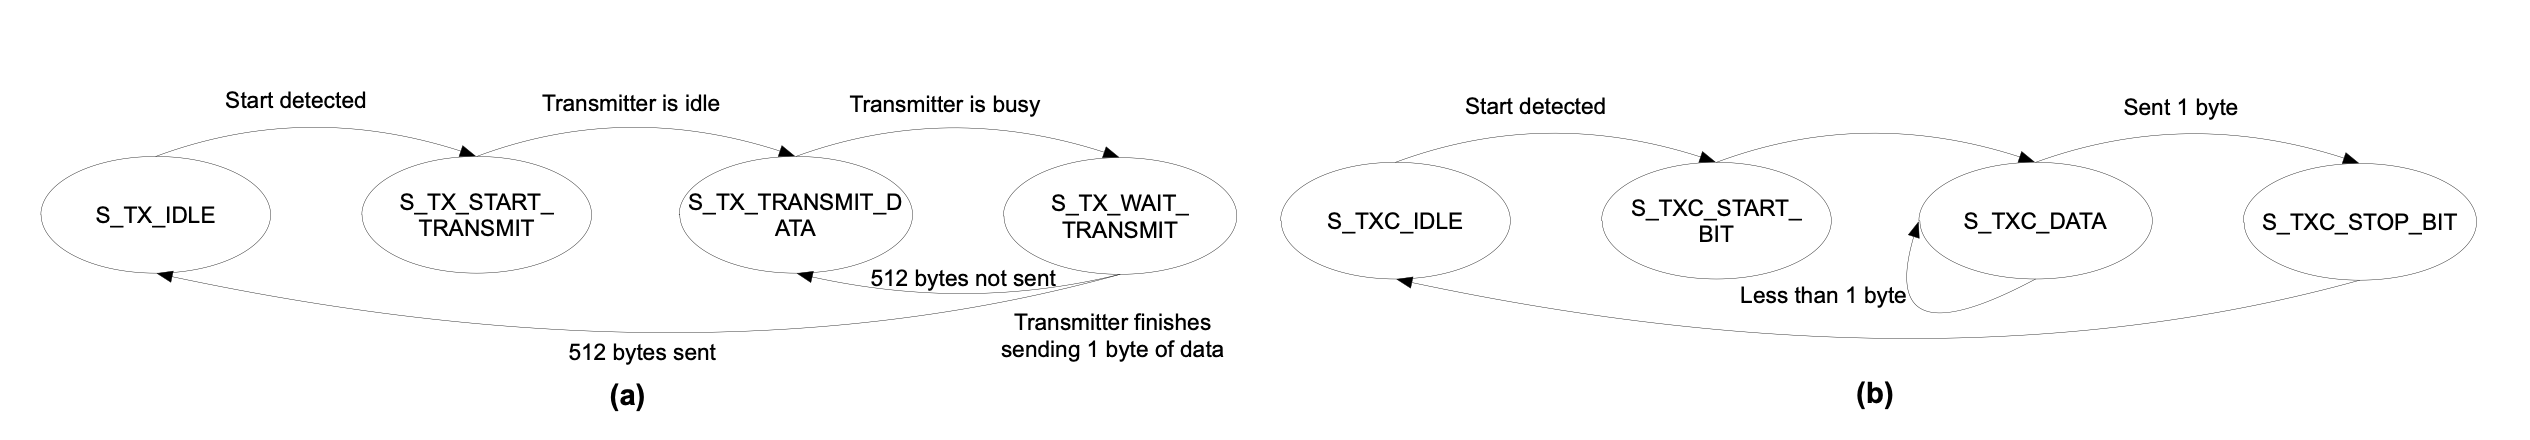 Start detected
Transmitter is idle
Transmitter is busy
S_TX_IDLE
S_TX_START_
TRANSMIT
S_TX_TRANSMIT_D
ATA
S_TX_WAIT_
TRANSMIT
512 bytes not sent
Transmitter finishes
sending 1 byte of data
512 bytes sent
(a)
Start detected
Sent 1 byte
S_TXC_IDLE
S_TXC_START_
BIT
S_TXC_DATA
S_TXC_STOP_BIT
Less than 1 byte
(b)